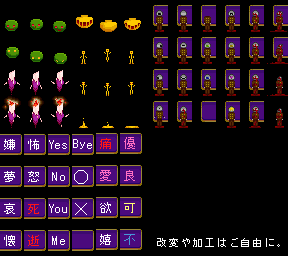 嫌 怖 Yes Bye 痛 優
夢 怒 No ○ 愛 良
哀 死 You × 欲 可
懐 近 Me 嬉 不
改変や加工はご自由に。